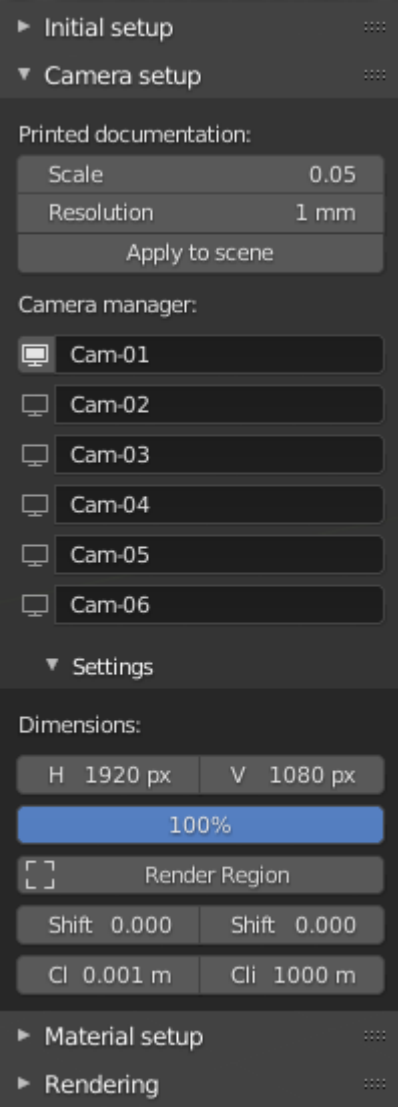 Initial setup
Camera setup
Printed documentation:
Scale 0.05
Resolution 1 mm
Apply to scene
Camera manager:
Cam-01
Cam-02
Cam-03
Cam-04
Cam-05
Cam-06
Settings
Dimensions:
H 1920 px V 1080 px
100%
Render Region
Shift 0.000 Shift 0.000
Cl 0.001 m Cli 1000 m
Material setup
Rendering